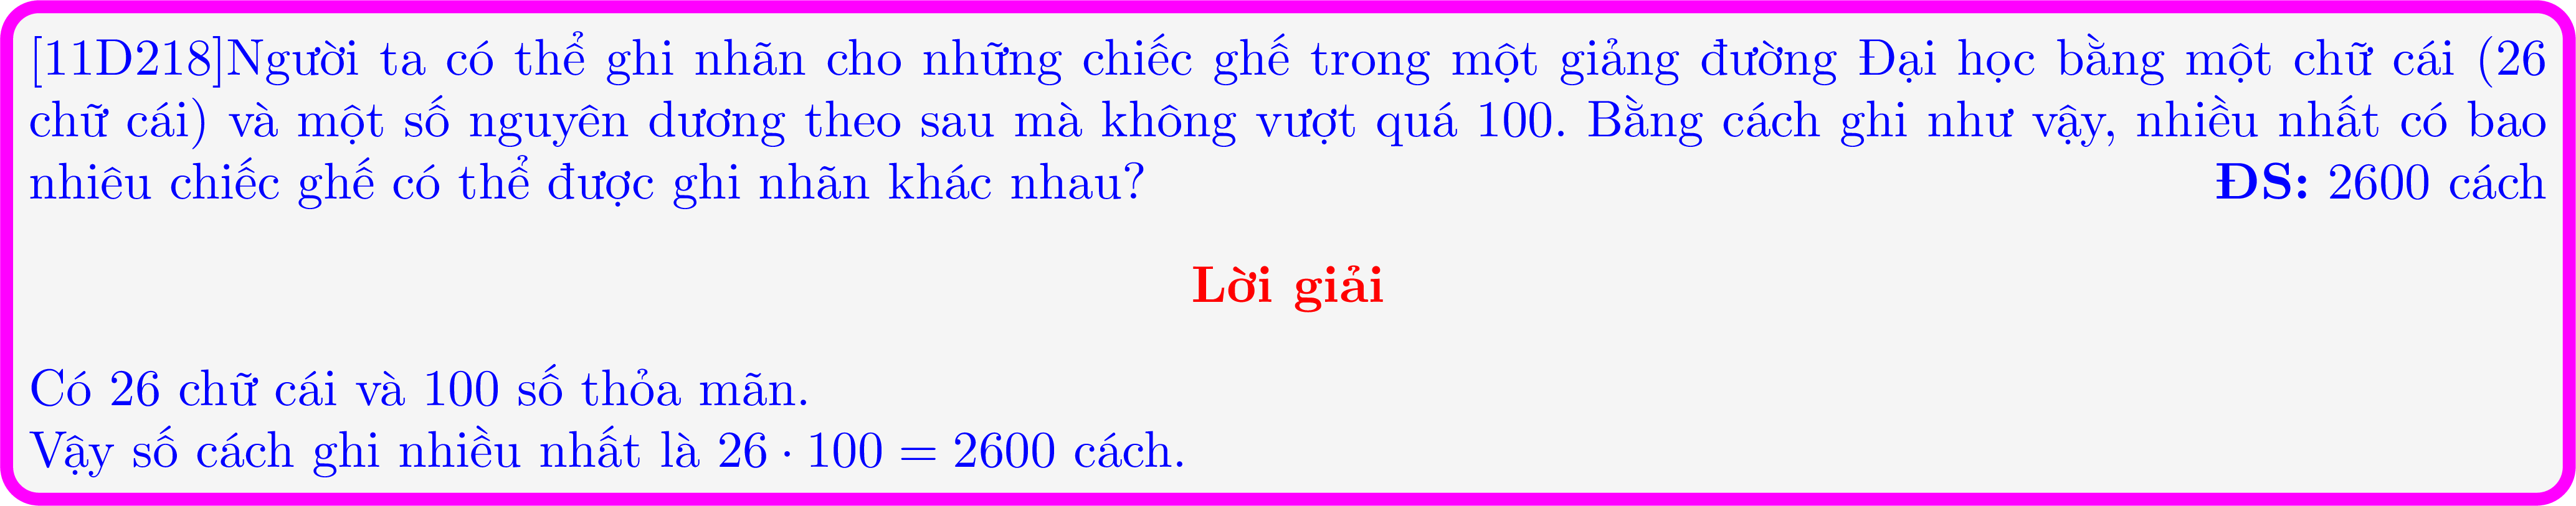 [11D218]Người ta có thể ghi nhãn cho những chiếc ghế trong một giảng đường Đại học bằng một chữ cái (26
chữ cái) và một số nguyên dương theo sau mà không vượt quá 100. Bằng cách ghi như vậy, nhiều nhất có bao
nhiêu chiếc ghế có thể được ghi nhãn khác nhau? ĐS: 2600 cách
Lời giải
Có 26 chữ cái và 100 số thỏa mãn.
Vậy số cách ghi nhiều nhất là 26 · 100 = 2600 cách.